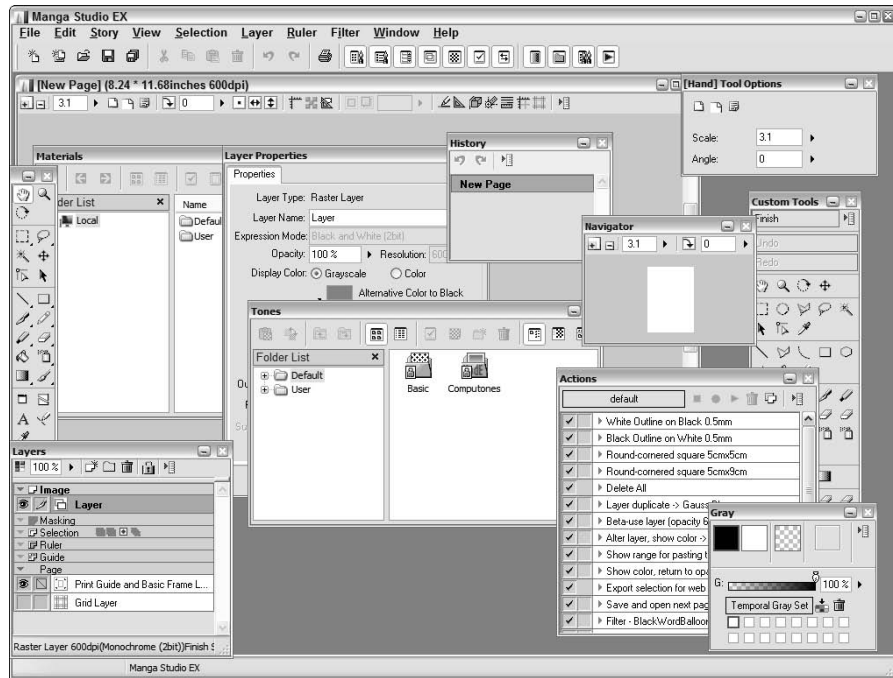 Manga Studio EX
File Edit Story View Selection Layer Ruler Filter Window Help
[New Page] (8.24 * 11.68inches 600dpi)
3.1 0
[Hand] Tool Options
Scale: 3.1
Angle: 0
Materials
der List
Local
Name
Defaul
User
Layer Properties
Properties
Layer Type: Raster Layer
Layer Name: Layer
Expression Mode: Black and White (2bit)
Opacity: 100 % Resolution: 600
Display Color: Grayscale Color
Alternative Color to Black
History
New Page
Navigator
3.1 0
Custom Tools
Finish
Undo
Redo
Tones
Folder List
Default
User
Basic
Computones
Actions
default
White Outline on Black 0.5mm
Black Outline on White 0.5mm
Round-cornered square 5cmx5cm
Round-cornered square 5cmx9cm
Delete All
Layer duplicate -> Gauss
Beta-use layer (opacity 6
Alter layer, show color ->
Show range for pasting t
Show color, return to opa
Export selection for web
Save and open next pag
Filter - BlackWordBalloon
Layers
100 %
Image
Layer
Masking
Selection
Ruler
Guide
Page
Print Guide and Basic Frame L...
Grid Layer
Raster Layer 600dpi(Monochrome (2bit))Finish S
Gray
G: 100 %
Temporal Gray Set
Manga Studio EX